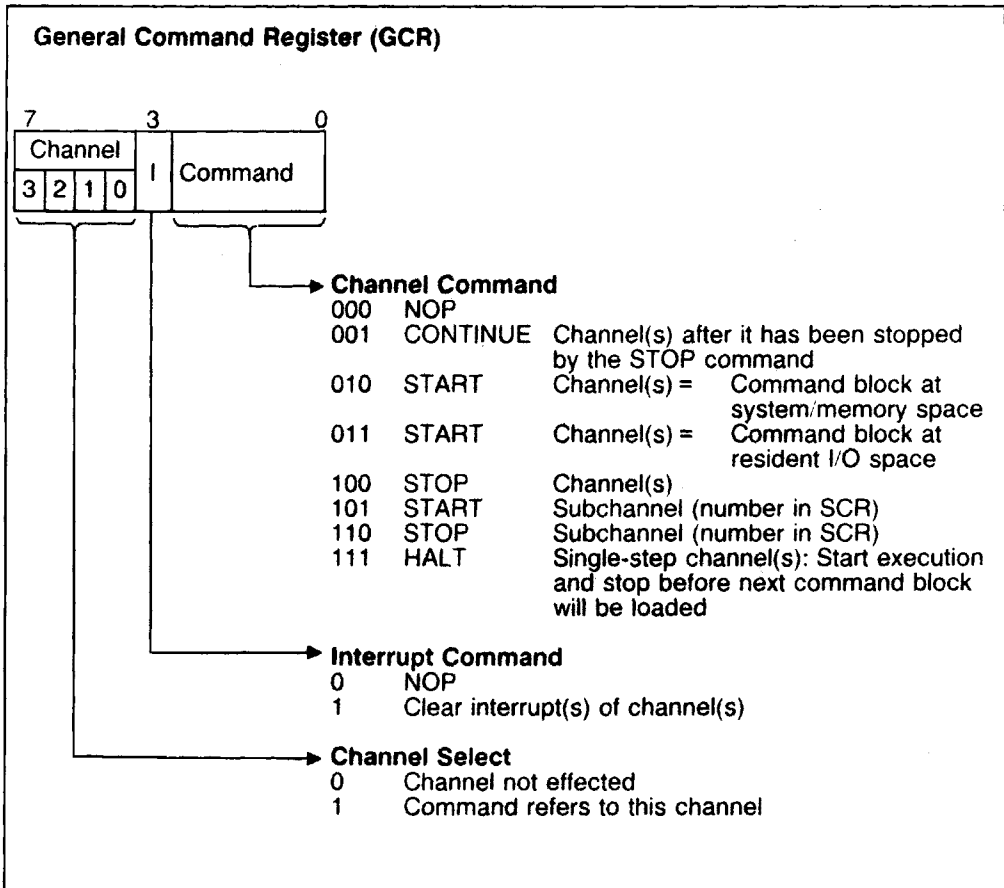 General Command Register (GCR)
7 3 0
Channel
3 2 1 0
I
Command
Channel Command
000 NOP
001 CONTINUE Channel(s) after it has been stopped
by the STOP command
010 START Channel(s) = Command block at
system/memory space
011 START Channel(s) = Command block at
resident I/O space
100 STOP Channel(s)
101 START Subchannel (number in SCR)
110 STOP Subchannel (number in SCR)
111 HALT Single-step channel(s): Start execution
and stop before next command block
will be loaded
Interrupt Command
0 NOP
1 Clear interrupt(s) of channel(s)
Channel Select
0 Channel not effected
1 Command refers to this channel